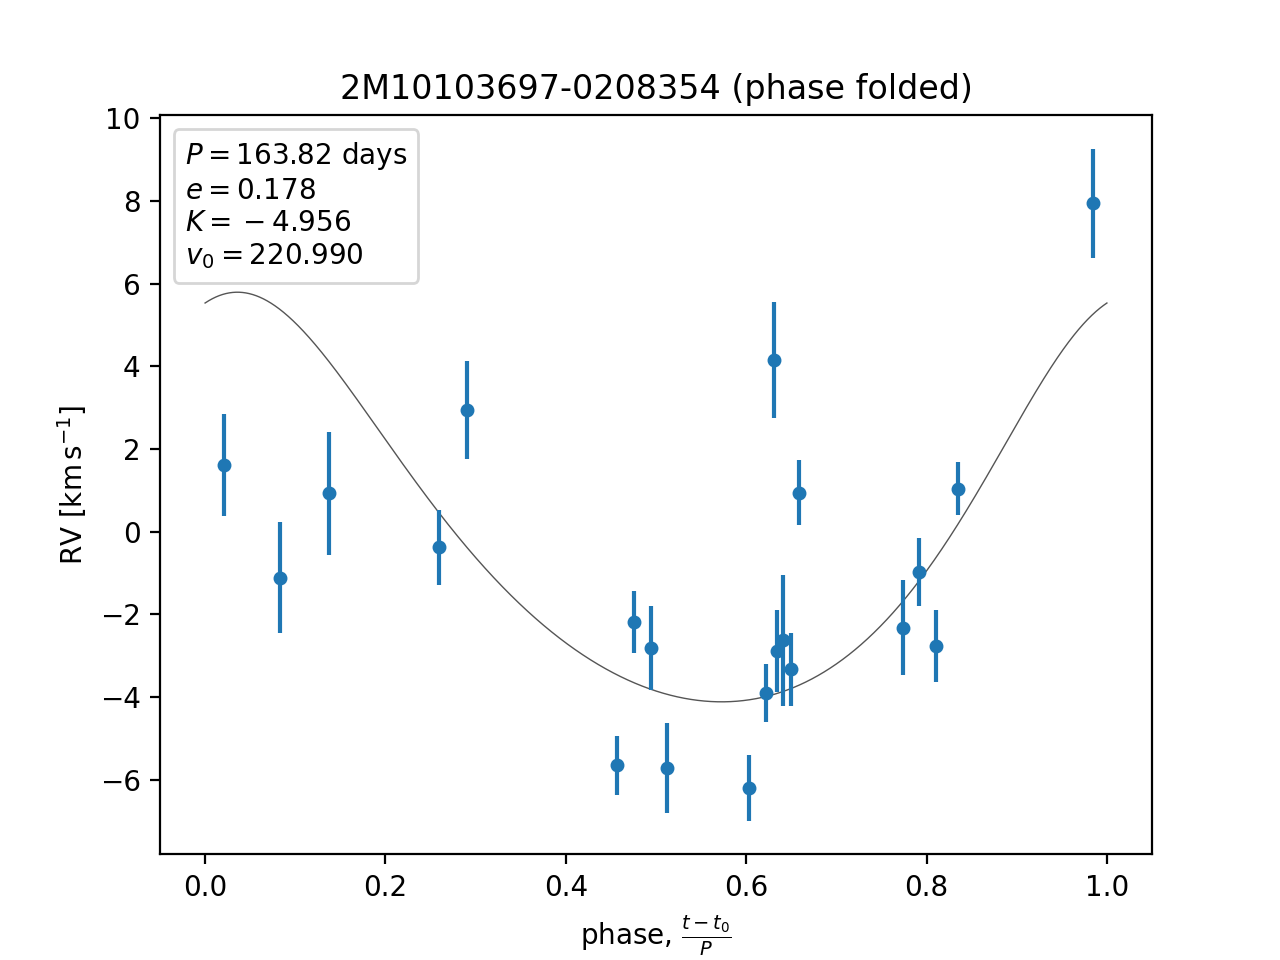 2M10103697-0208354 (phase folded)
P = 163.82 days
e = 0.178
K = −4.956
v₀ = 220.990
10
8
6
4
2
0
−2
−4
−6
RV [km s⁻¹]
0.0 0.2 0.4 0.6 0.8 1.0
phase, (t − t₀)/P